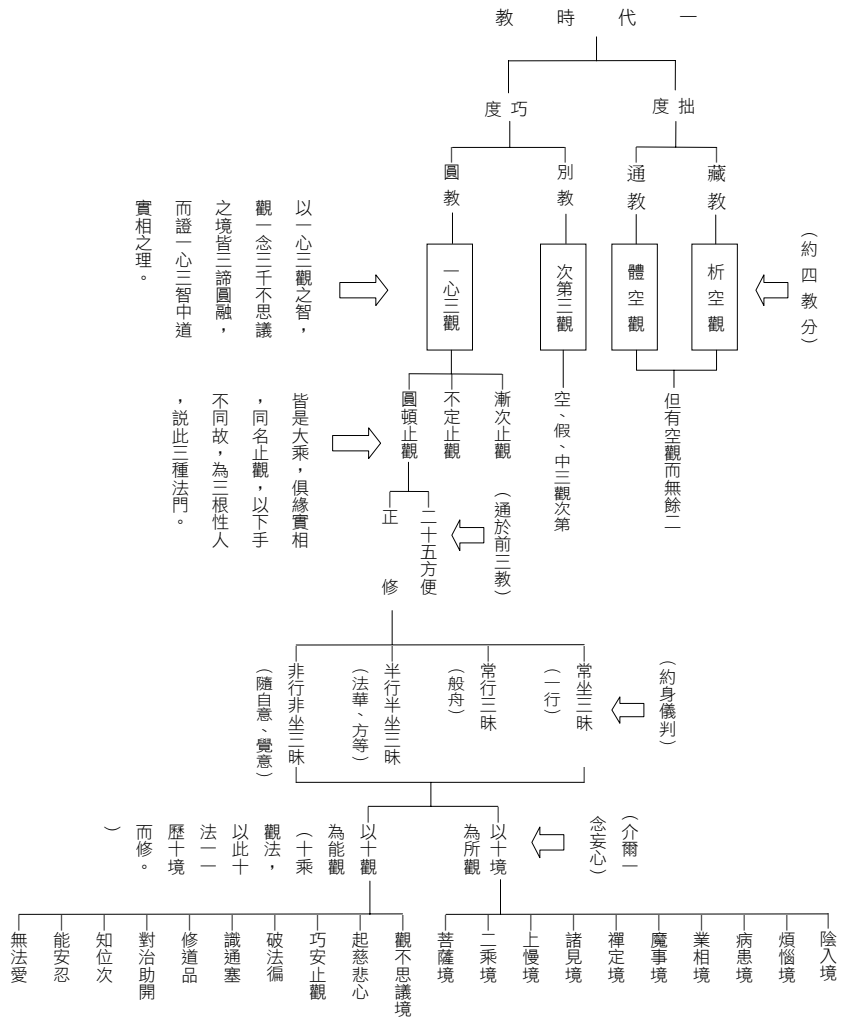 一代時教
拙度
巧度
藏教
通教
別教
圓教
（約四教分）
析空觀
體空觀
次第三觀
一心三觀
以一心三觀之智，
觀一念三千不思議
之境皆三諦圓融，
而證一心三智中道
實相之理。
但有空觀而無餘二
空、假、中三觀次第
漸次止觀
不定止觀
圓頓止觀
皆是大乘，俱緣實相
，同名止觀，以下手
不同故，為三根性人
，説此三種法門。
（通於前三教）
二十五方便
正修
（約身儀判）
常坐三昧
（一行）
常行三昧
（般舟）
半行半坐三昧
（法華、方等）
非行非坐三昧
（隨自意、覺意）
（介爾一
念妄心）
以十境
為所觀
以十觀
為能觀
（十乘
觀法，
以此十
法一一
歷十境
而修。
）
陰入境
煩惱境
病患境
業相境
魔事境
禪定境
諸見境
上慢境
二乘境
菩薩境
觀不思議境
起慈悲心
巧安止觀
破法徧
識通塞
修道品
對治助開
知位次
能安忍
無法愛